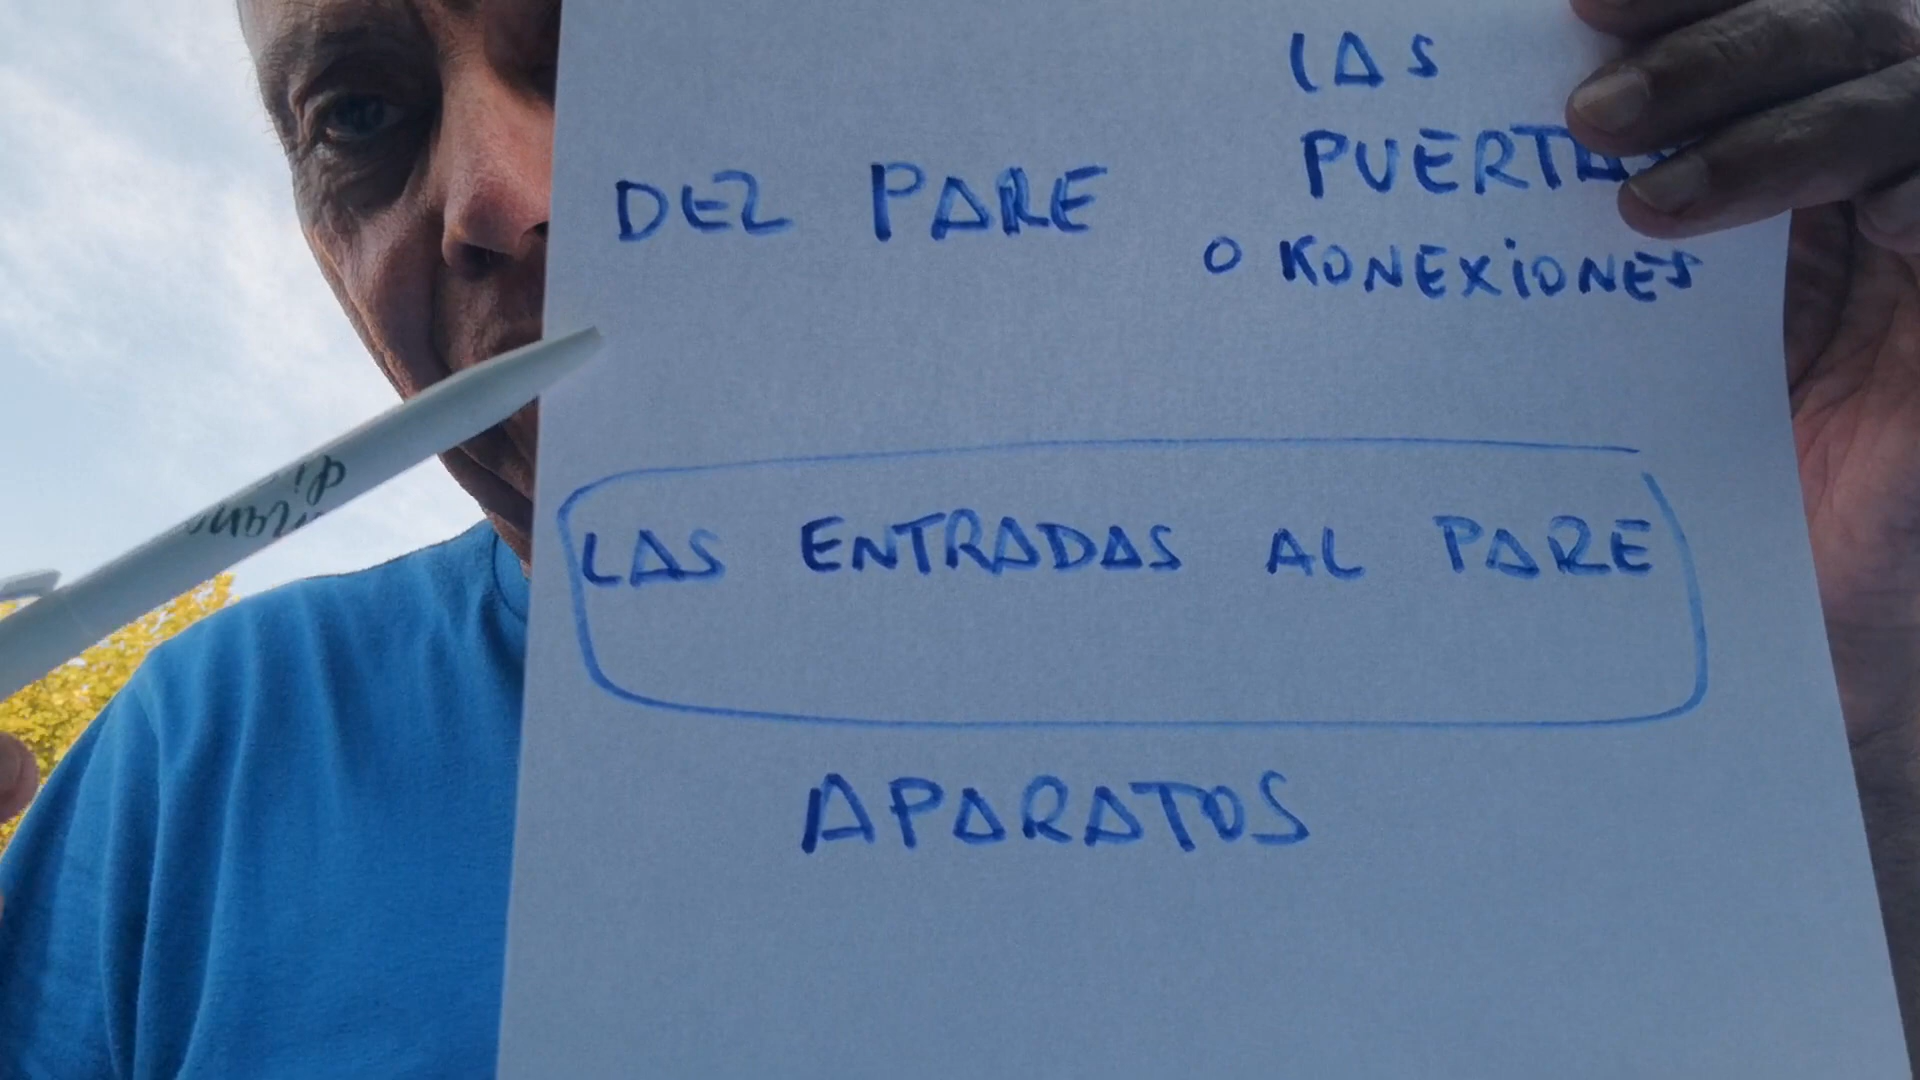 LAS
PUERTAS
DEL PARE
O KONEXIONES
LAS ENTRADAS AL PARE
APARATOS